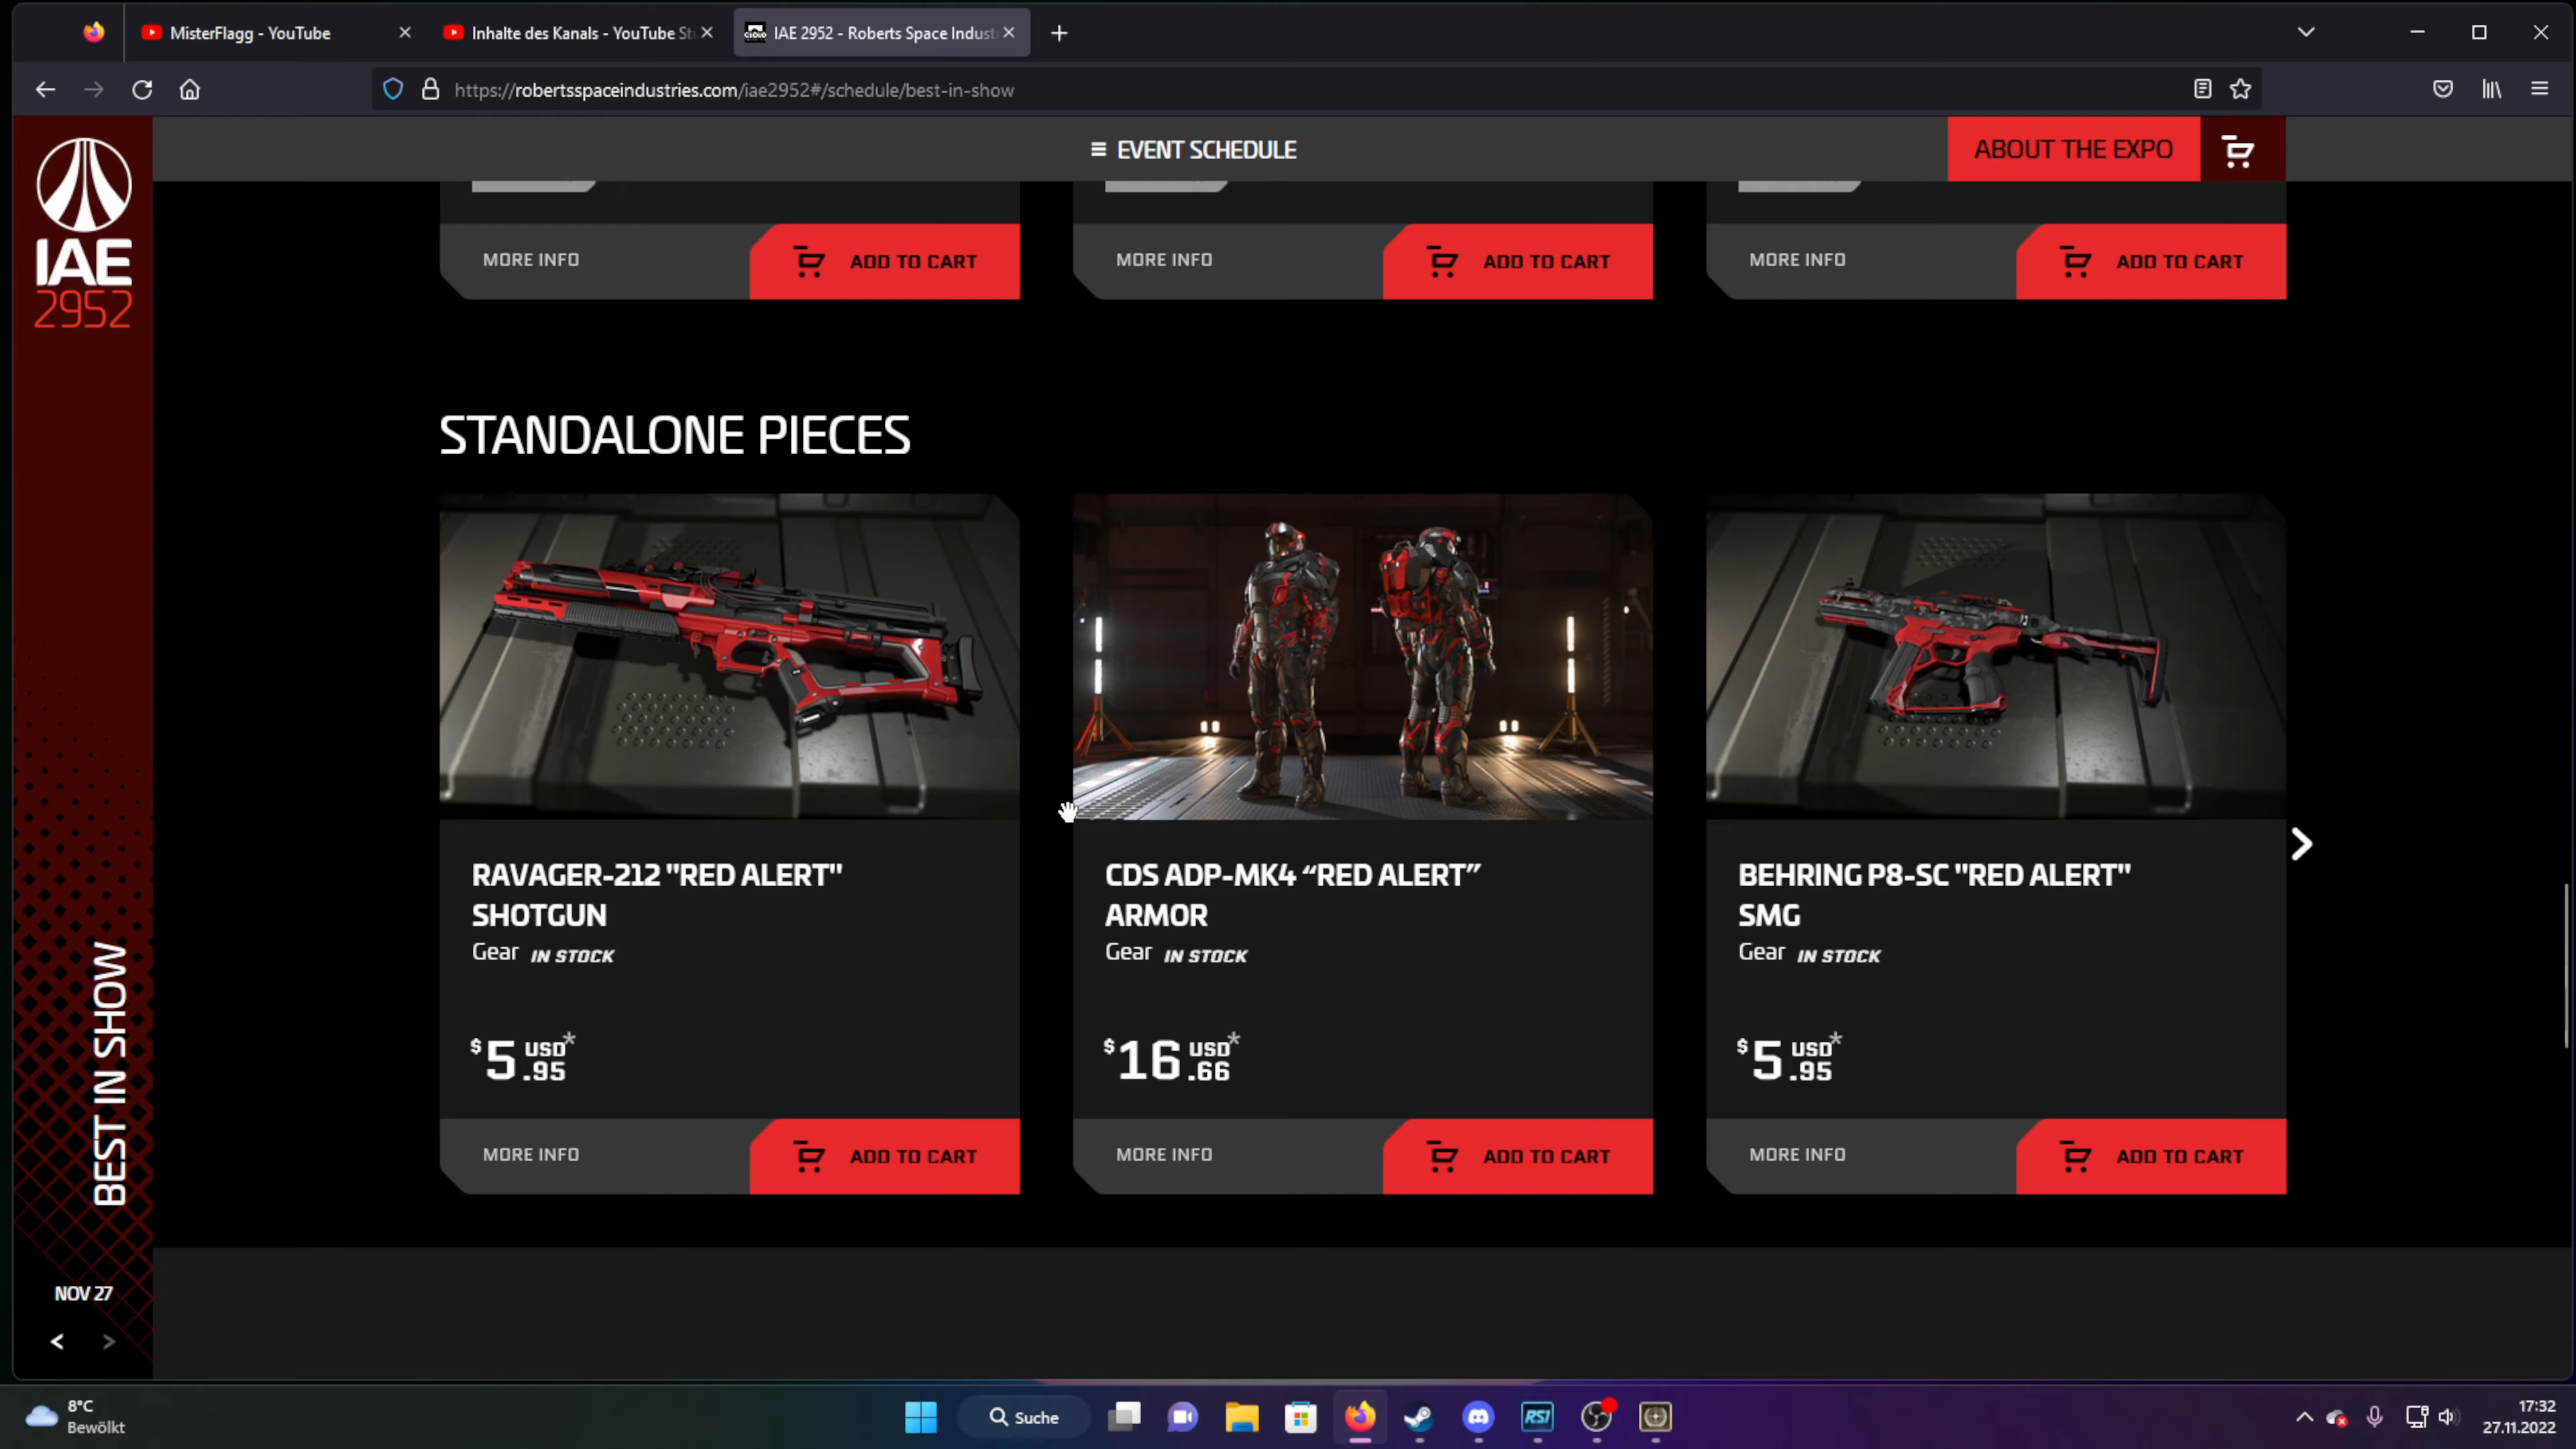 MisterFlagg - YouTube
Inhalte des Kanals - YouTube St
IAE 2952 - Roberts Space Indust
https://robertsspaceindustries.com/iae2952#/schedule/best-in-show
IAE
2952
EVENT SCHEDULE
ABOUT THE EXPO
MORE INFO
ADD TO CART
MORE INFO
ADD TO CART
MORE INFO
ADD TO CART
STANDALONE PIECES
RAVAGER-212 "RED ALERT"
SHOTGUN
Gear IN STOCK
$5.95 USD*
MORE INFO
ADD TO CART
CDS ADP-MK4 “RED ALERT”
ARMOR
Gear IN STOCK
$16.66 USD*
MORE INFO
ADD TO CART
BEHRING P8-SC "RED ALERT"
SMG
Gear IN STOCK
$5.95 USD*
MORE INFO
ADD TO CART
BEST IN SHOW
NOV 27
8°C
Bewölkt
Suche
RSI
17:32
27.11.2022